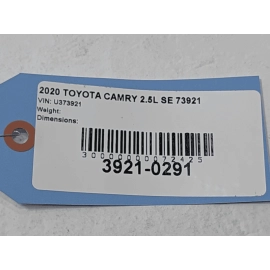 2020 TOYOTA CAMRY 2.5L SE 73921
VIN: U373921
Weight:
Dimensions:
3000000072425
3921-0291